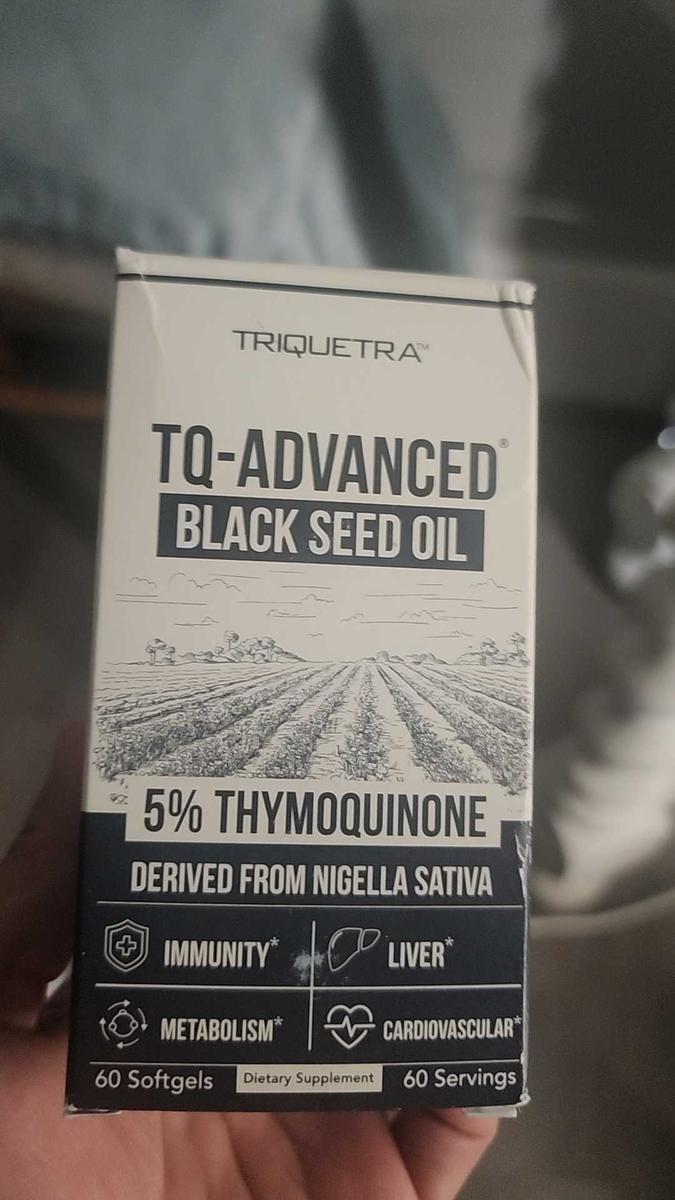 TRIQUETRA™
TQ-ADVANCED®
BLACK SEED OIL
5% THYMOQUINONE
DERIVED FROM NIGELLA SATIVA
IMMUNITY*
LIVER*
METABOLISM*
CARDIOVASCULAR*
60 Softgels
Dietary Supplement
60 Servings